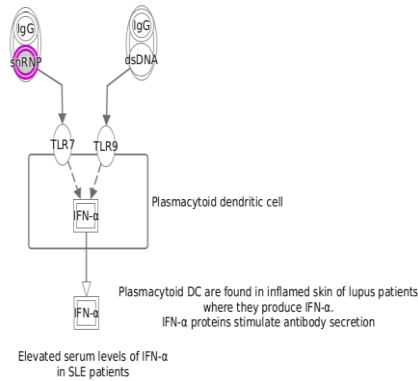 IgG
IgG
snRNP
dsDNA
TLR7
TLR9
IFN-α
Plasmacytoid dendritic cell
IFN-α
Plasmacytoid DC are found in inflamed skin of lupus patients
where they produce IFN-α.
IFN-α proteins stimulate antibody secretion
Elevated serum levels of IFN-α
in SLE patients